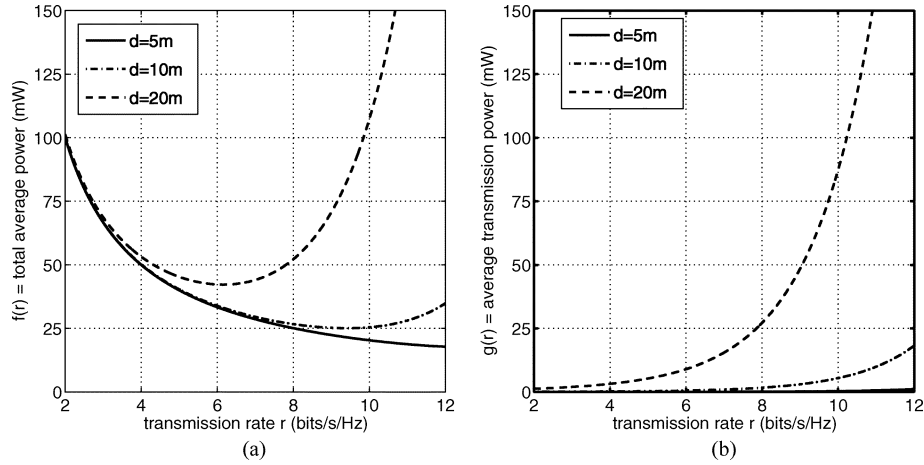 150
125
100
75
50
25
0
f(r) = total average power (mW)
d=5m
d=10m
d=20m
2
4
6
8
10
12
transmission rate r (bits/s/Hz)
(a)
150
125
100
75
50
25
0
g(r) = average transmission power (mW)
d=5m
d=10m
d=20m
2
4
6
8
10
12
transmission rate r (bits/s/Hz)
(b)